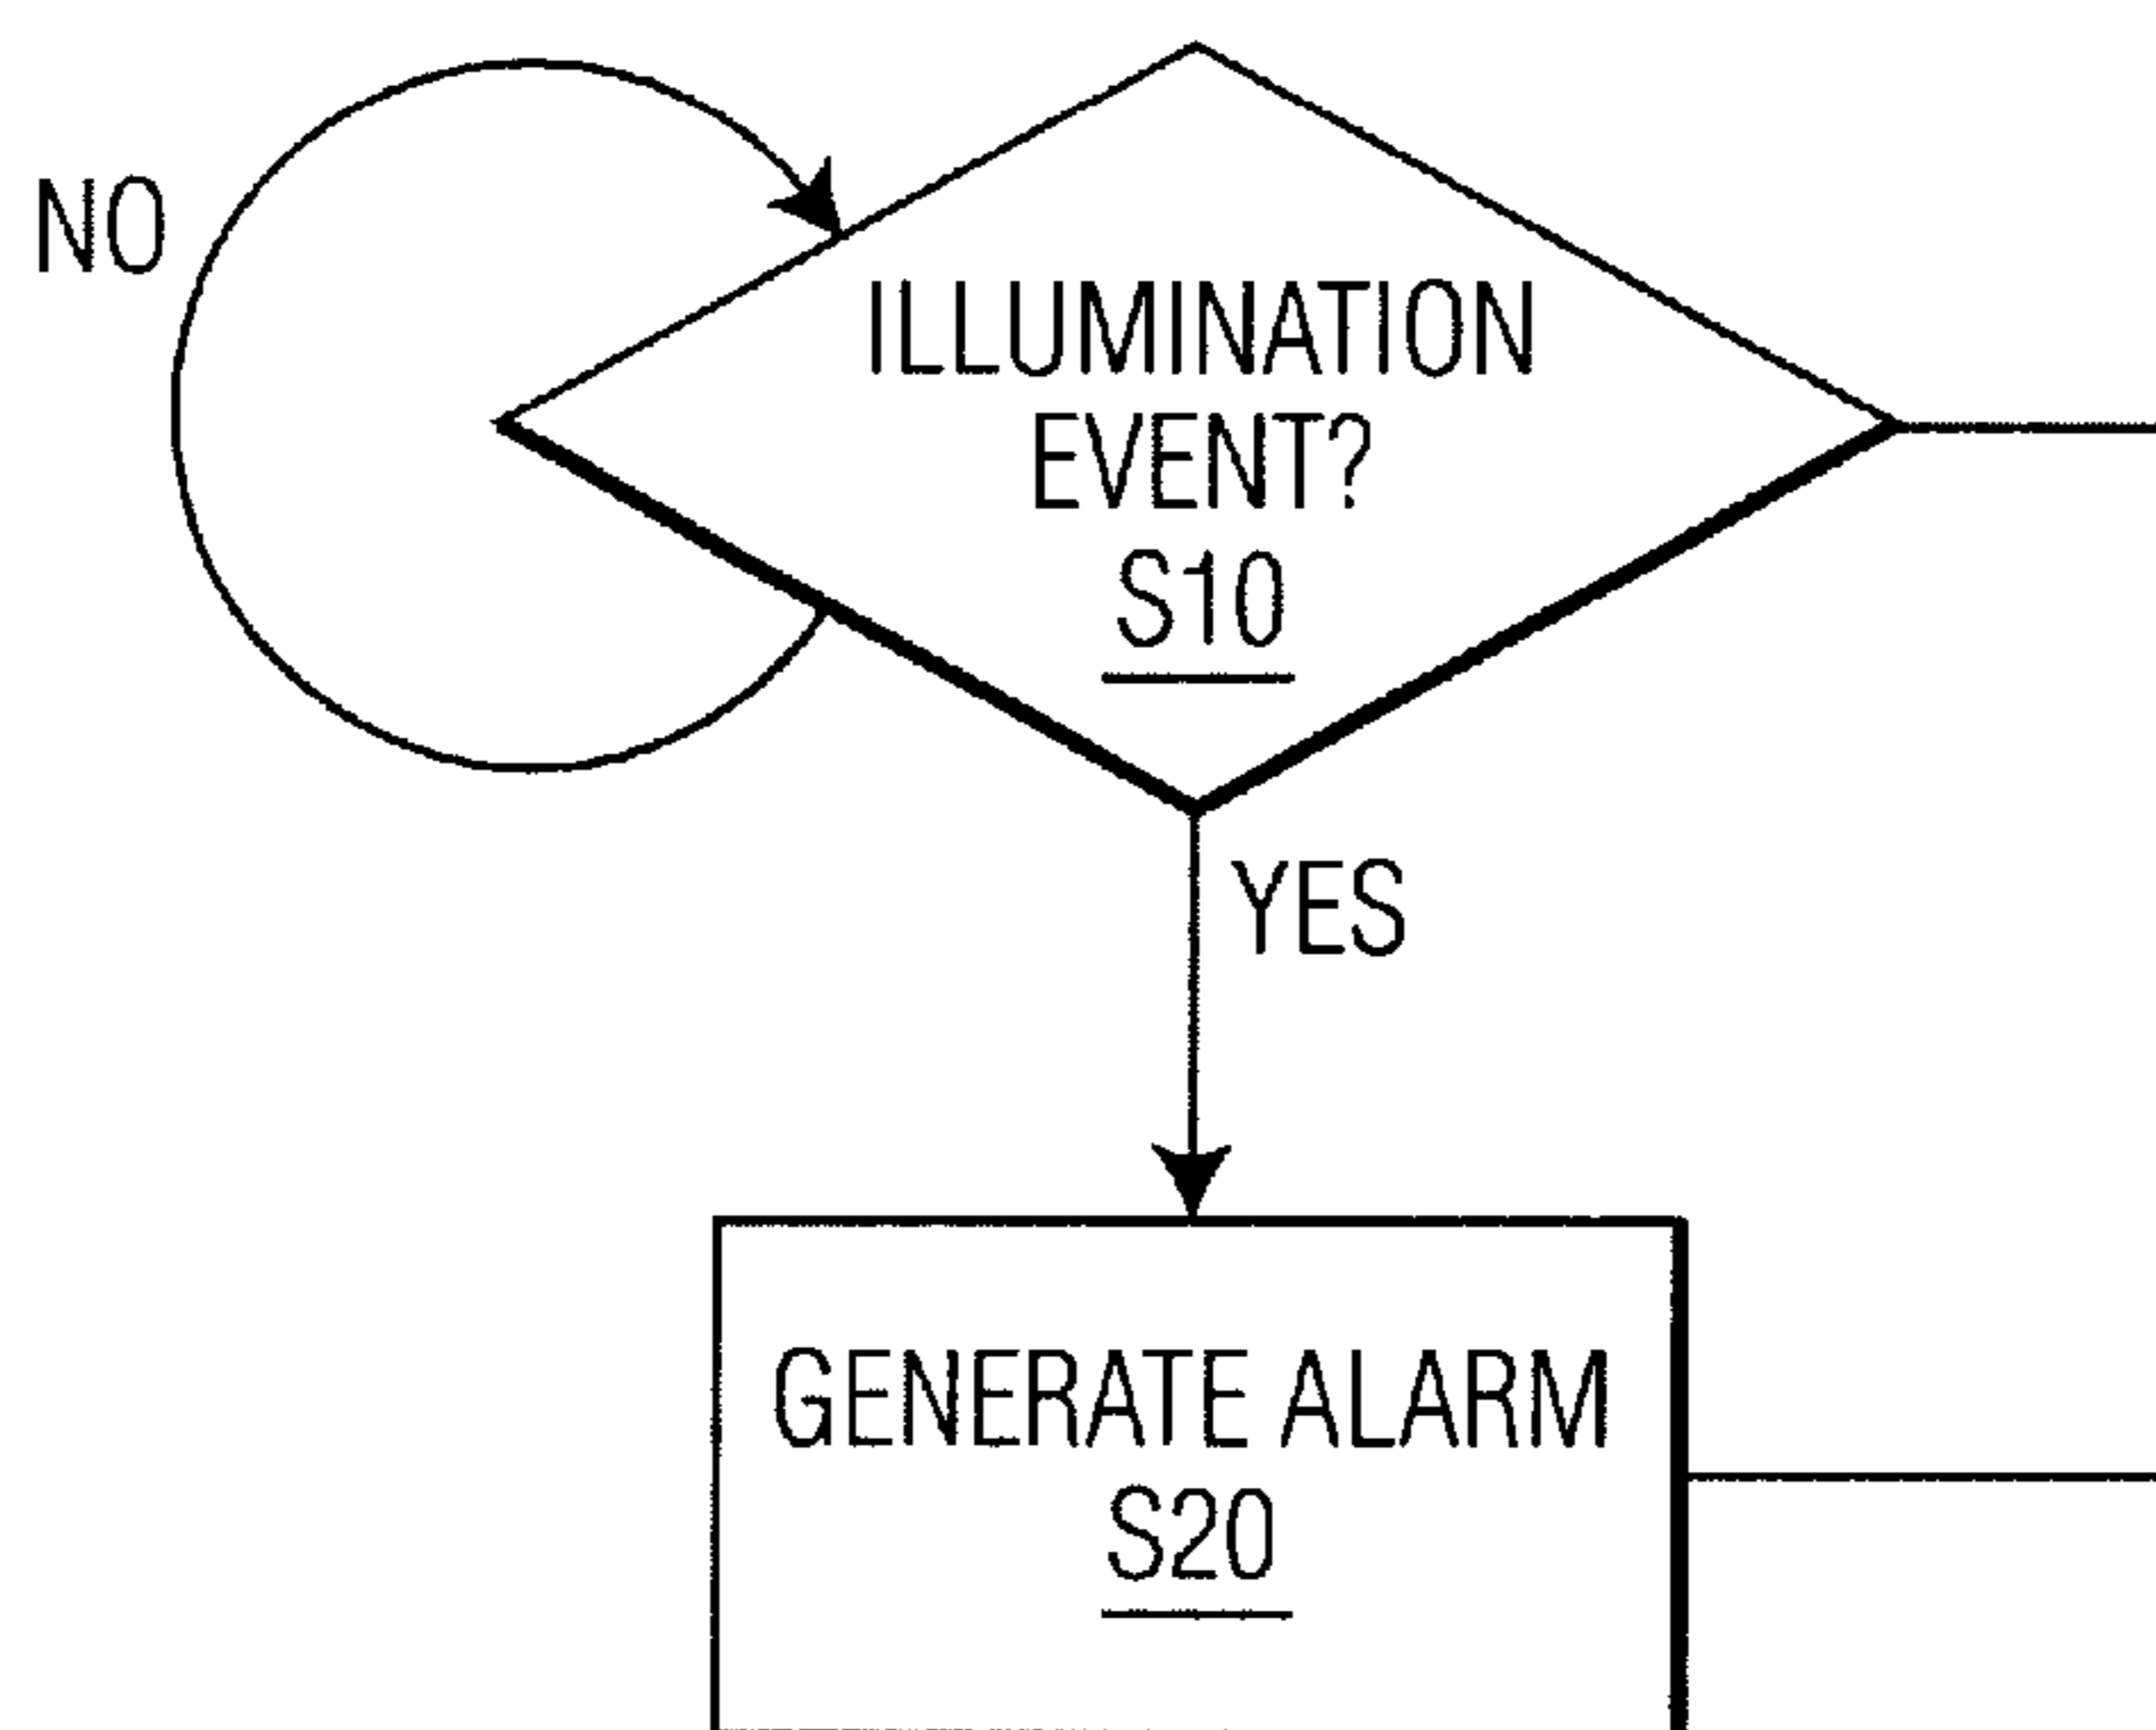 NO
ILLUMINATION
EVENT?
S10
YES
GENERATE ALARM
S20